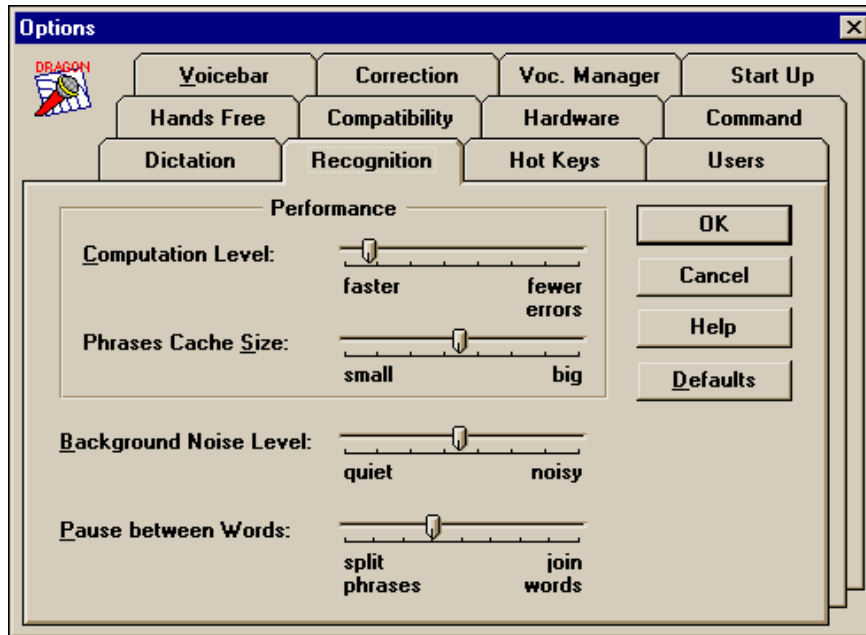 Options
DRAGON
Voicebar Correction Voc. Manager Start Up
Hands Free Compatibility Hardware Command
Dictation Recognition Hot Keys Users
Performance
OK
Computation Level:
faster fewer
errors
Cancel
Help
Phrases Cache Size:
small big
Defaults
Background Noise Level:
quiet noisy
Pause between Words:
split join
phrases words